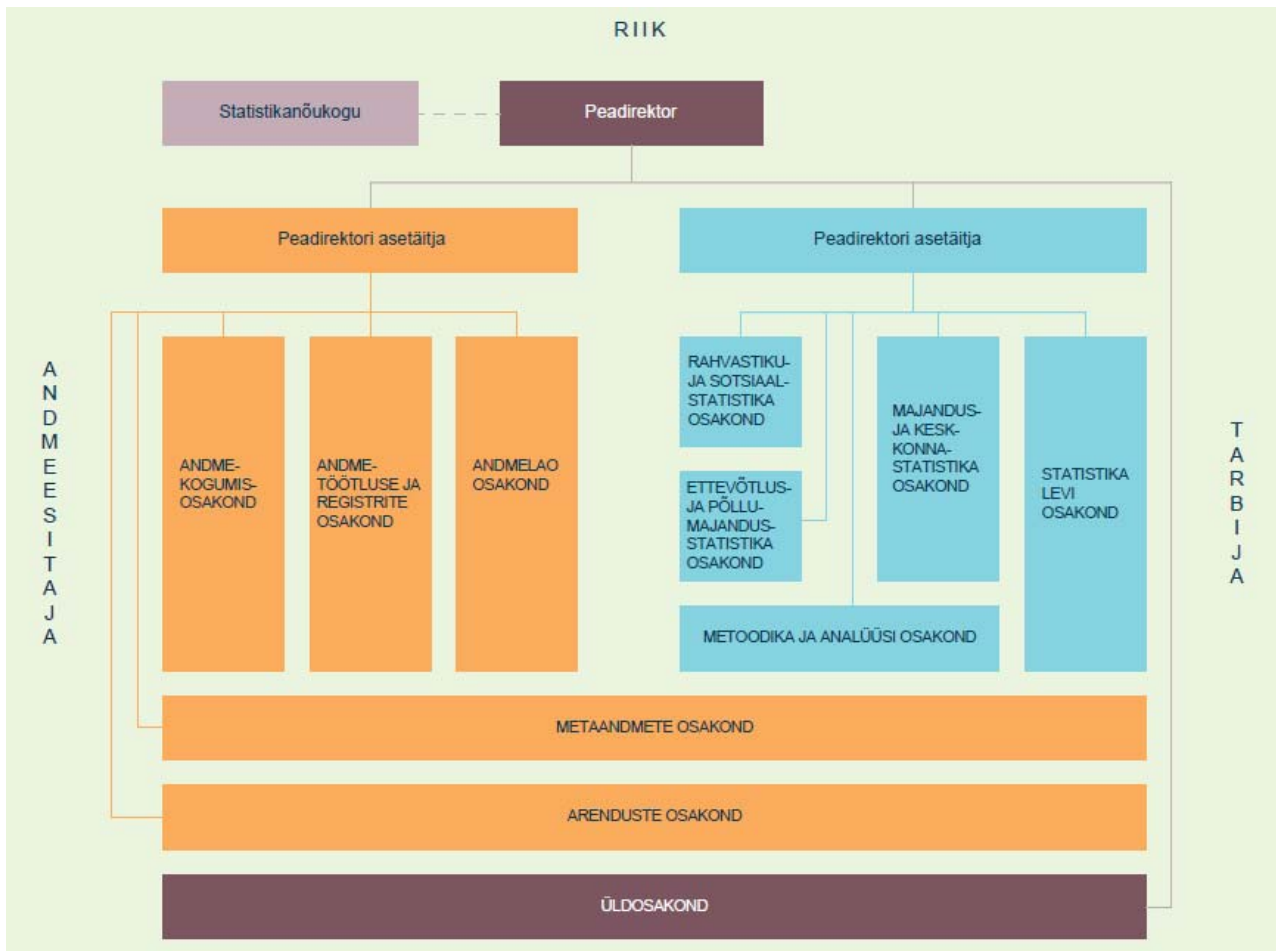 RIIK
Statistikanõukogu
Peadirektor
Peadirektori asetäitja
Peadirektori asetäitja
ANDMEESITAJA
ANDME-
KOGUMIS-
OSAKOND
ANDME-
TÖÖTLUSE JA
REGISTRITE
OSAKOND
ANDMELAO
OSAKOND
RAHVASTIKU-
JA SOTSIAAL-
STATISTIKA
OSAKOND
ETTEVÕTLUS-
JA PÕLLU-
MAJANDUS-
STATISTIKA
OSAKOND
MAJANDUS-
JA KESK-
KONNA-
STATISTIKA
OSAKOND
STATISTIKA
LEVI
OSAKOND
TARBIJA
METOODIKA JA ANALÜÜSI OSAKOND
METAANDMETE OSAKOND
ARENDUSTE OSAKOND
ÜLDOSAKOND